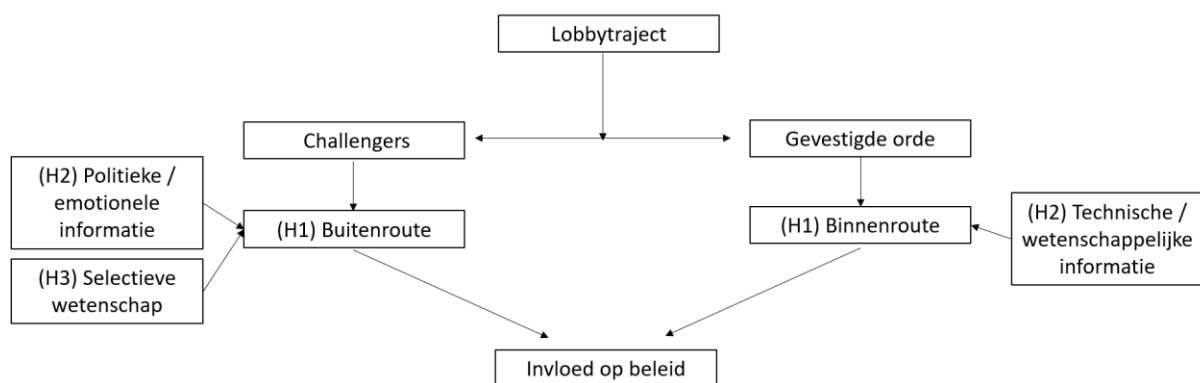 Lobbytraject
Challengers
Gevestigde orde
(H2) Politieke /
emotionele
informatie
(H1) Buitenroute
(H1) Binnenroute
(H2) Technische /
wetenschappelijke
informatie
(H3) Selectieve
wetenschap
Invloed op beleid